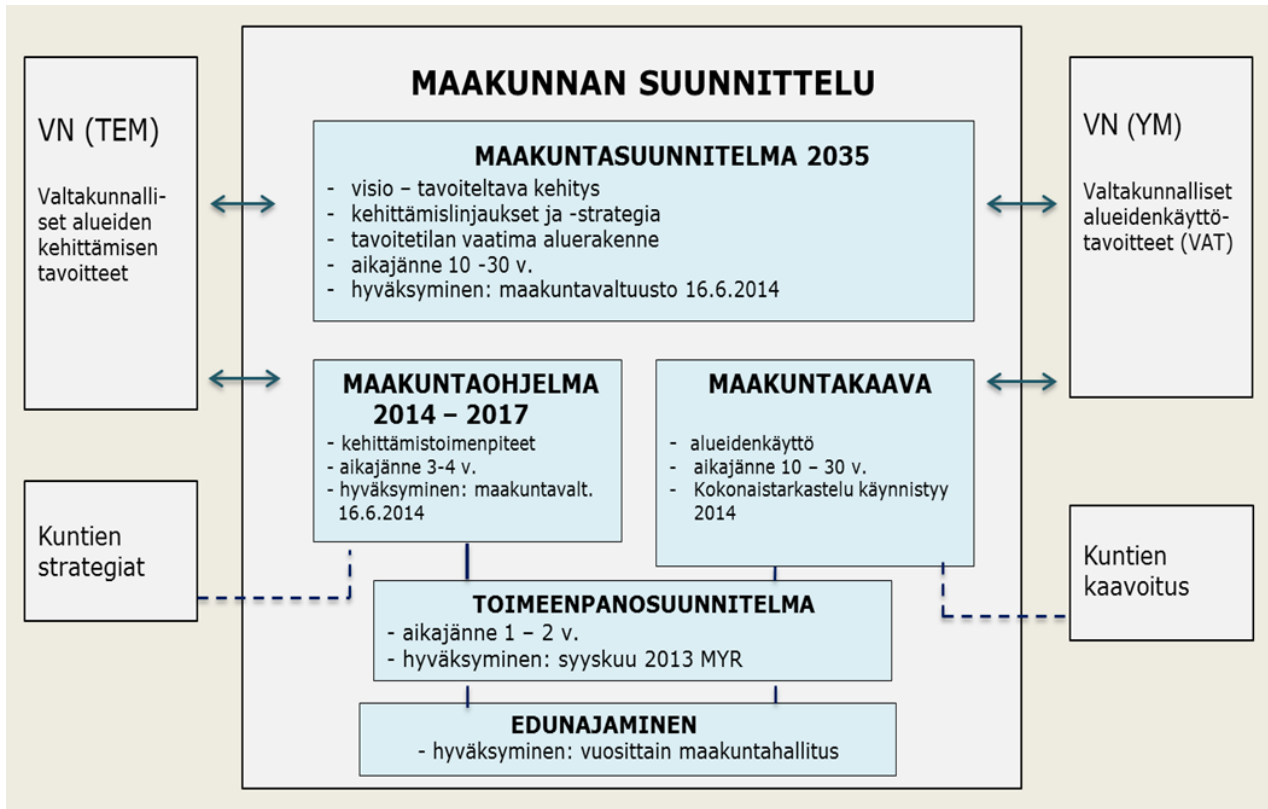 MAAKUNNAN SUUNNITTELU
VN (TEM)
Valtakunnalli-
set alueiden
kehittämisen
tavoitteet
MAAKUNTASUUNNITELMA 2035
- visio – tavoiteltava kehitys
- kehittämislinjaukset ja -strategia
- tavoitetilan vaatima aluerakenne
- aikajänne 10 -30 v.
- hyväksyminen: maakuntavaltuusto 16.6.2014
VN (YM)
Valtakunnalliset
alueidenkäyttö-
tavoitteet (VAT)
MAAKUNTAOHJELMA
2014 – 2017
- kehittämistoimenpiteet
- aikajänne 3-4 v.
- hyväksyminen: maakuntavalt.
16.6.2014
MAAKUNTAKAAVA
- alueidenkäyttö
- aikajänne 10 – 30 v.
- Kokonaistarkastelu käynnistyy
2014
Kuntien
strategiat
Kuntien
kaavoitus
TOIMEENPANOSUUNNITELMA
- aikajänne 1 – 2 v.
- hyväksyminen: syyskuu 2013 MYR
EDUNAJAMINEN
- hyväksyminen: vuosittain maakuntahallitus